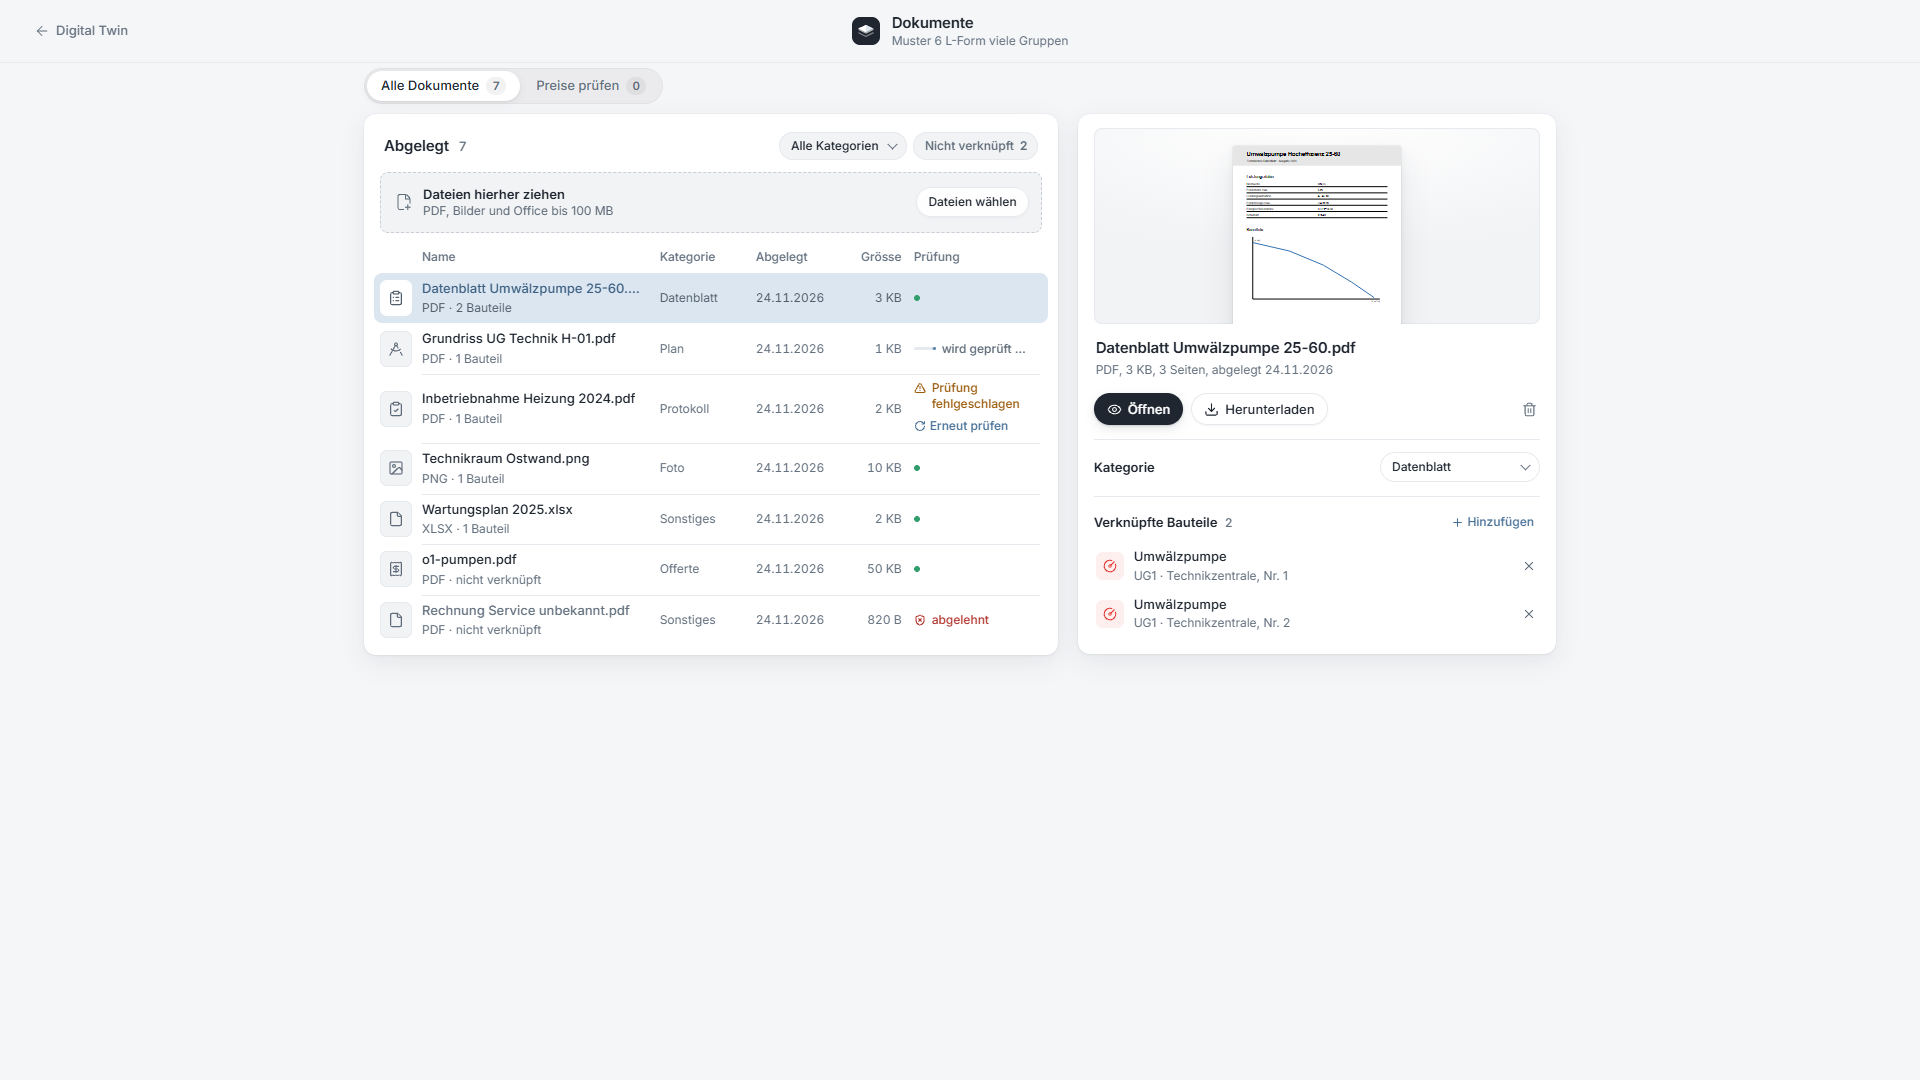 Digital Twin
Dokumente
Muster 6 L-Form viele Gruppen
Alle Dokumente 7
Preise prüfen 0
Abgelegt 7
Alle Kategorien
Nicht verknüpft 2
Dateien hierher ziehen
PDF, Bilder und Office bis 100 MB
Dateien wählen
Name Kategorie Abgelegt Grösse Prüfung
Datenblatt Umwälzpumpe 25-60....
PDF · 2 Bauteile
Datenblatt 24.11.2026 3 KB
Grundriss UG Technik H-01.pdf
PDF · 1 Bauteil
Plan 24.11.2026 1 KB wird geprüft ...
Inbetriebnahme Heizung 2024.pdf
PDF · 1 Bauteil
Protokoll 24.11.2026 2 KB
Prüfung
fehlgeschlagen
Erneut prüfen
Technikraum Ostwand.png
PNG · 1 Bauteil
Foto 24.11.2026 10 KB
Wartungsplan 2025.xlsx
XLSX · 1 Bauteil
Sonstiges 24.11.2026 2 KB
o1-pumpen.pdf
PDF · nicht verknüpft
Offerte 24.11.2026 50 KB
Rechnung Service unbekannt.pdf
PDF · nicht verknüpft
Sonstiges 24.11.2026 820 B abgelehnt
Umwälzpumpe Hocheffizienz 25-60
Datenblatt Umwälzpumpe 25-60.pdf
PDF, 3 KB, 3 Seiten, abgelegt 24.11.2026
Öffnen
Herunterladen
Kategorie
Datenblatt
Verknüpfte Bauteile 2
Hinzufügen
Umwälzpumpe
UG1 · Technikzentrale, Nr. 1
Umwälzpumpe
UG1 · Technikzentrale, Nr. 2